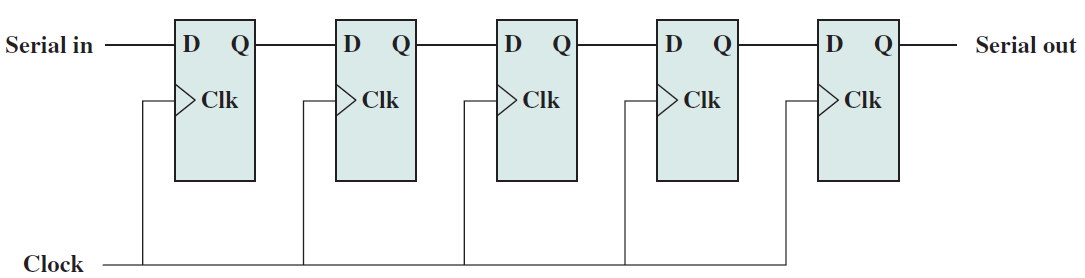 Serial in D Q D Q D Q D Q D Q Serial out
Clk Clk Clk Clk Clk
Clock